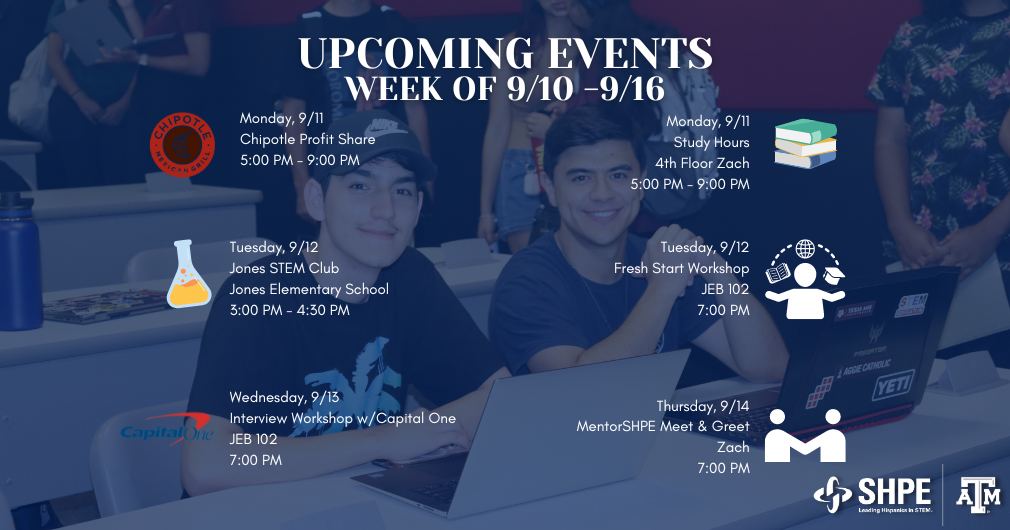 UPCOMING EVENTS
WEEK OF 9/10 -9/16
CHIPOTLE
MEXICAN GRILL
Monday, 9/11
Chipotle Profit Share
5:00 PM - 9:00 PM
Monday, 9/11
Study Hours
4th Floor Zach
5:00 PM - 9:00 PM
Tuesday, 9/12
Jones STEM Club
Jones Elementary School
3:00 PM - 4:30 PM
Tuesday, 9/12
Fresh Start Workshop
JEB 102
7:00 PM
STEM
PREDATOR
AGGIE CATHOLIC
YETI
Capital One
Wednesday, 9/13
Interview Workshop w/Capital One
JEB 102
7:00 PM
Thursday, 9/14
MentorSHPE Meet & Greet
Zach
7:00 PM
SHPE
Leading Hispanics in STEM.
ATM